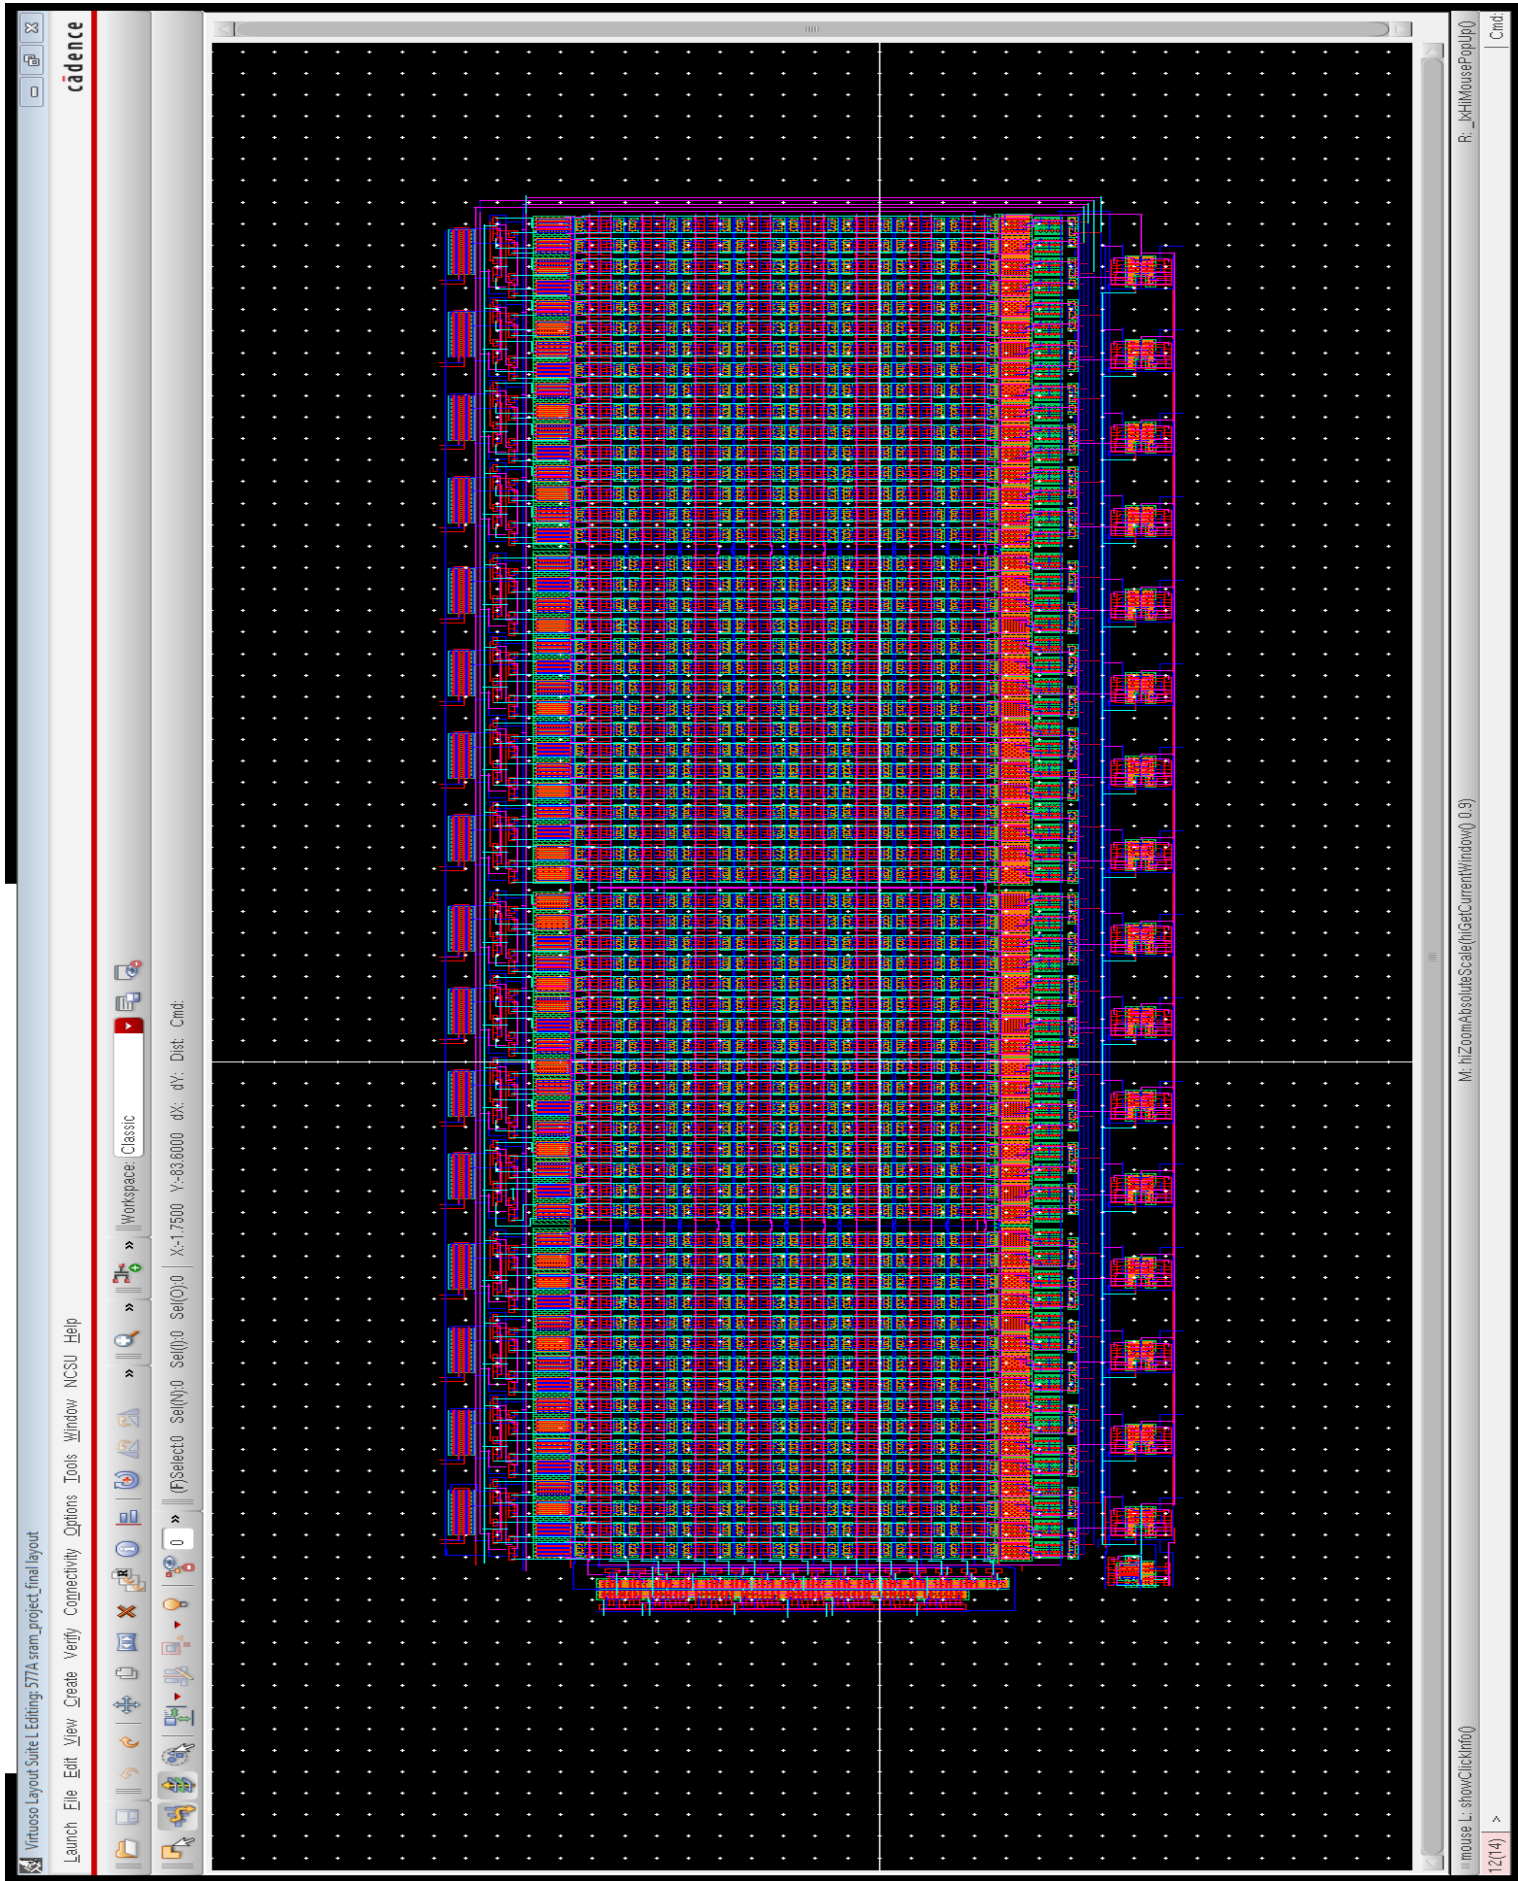 Virtuoso Layout Suite L Editing: 577A sram_project_final layout
Launch File Edit View Create Verify Connectivity Options Tools Window NCSU Help
cādence
Workspace: Classic
0 (F)Select:0 Sel(N):0 Sel(I):0 Sel(O):0 X:-1.7500 Y:-83.6000 dX: dY: Dist: Cmd:
mouse L: showClickInfo() M: hiZoomAbsoluteScale(hiGetCurrentWindow() 0.9) R: _lxHiMousePopUp()
12(14) > Cmd: